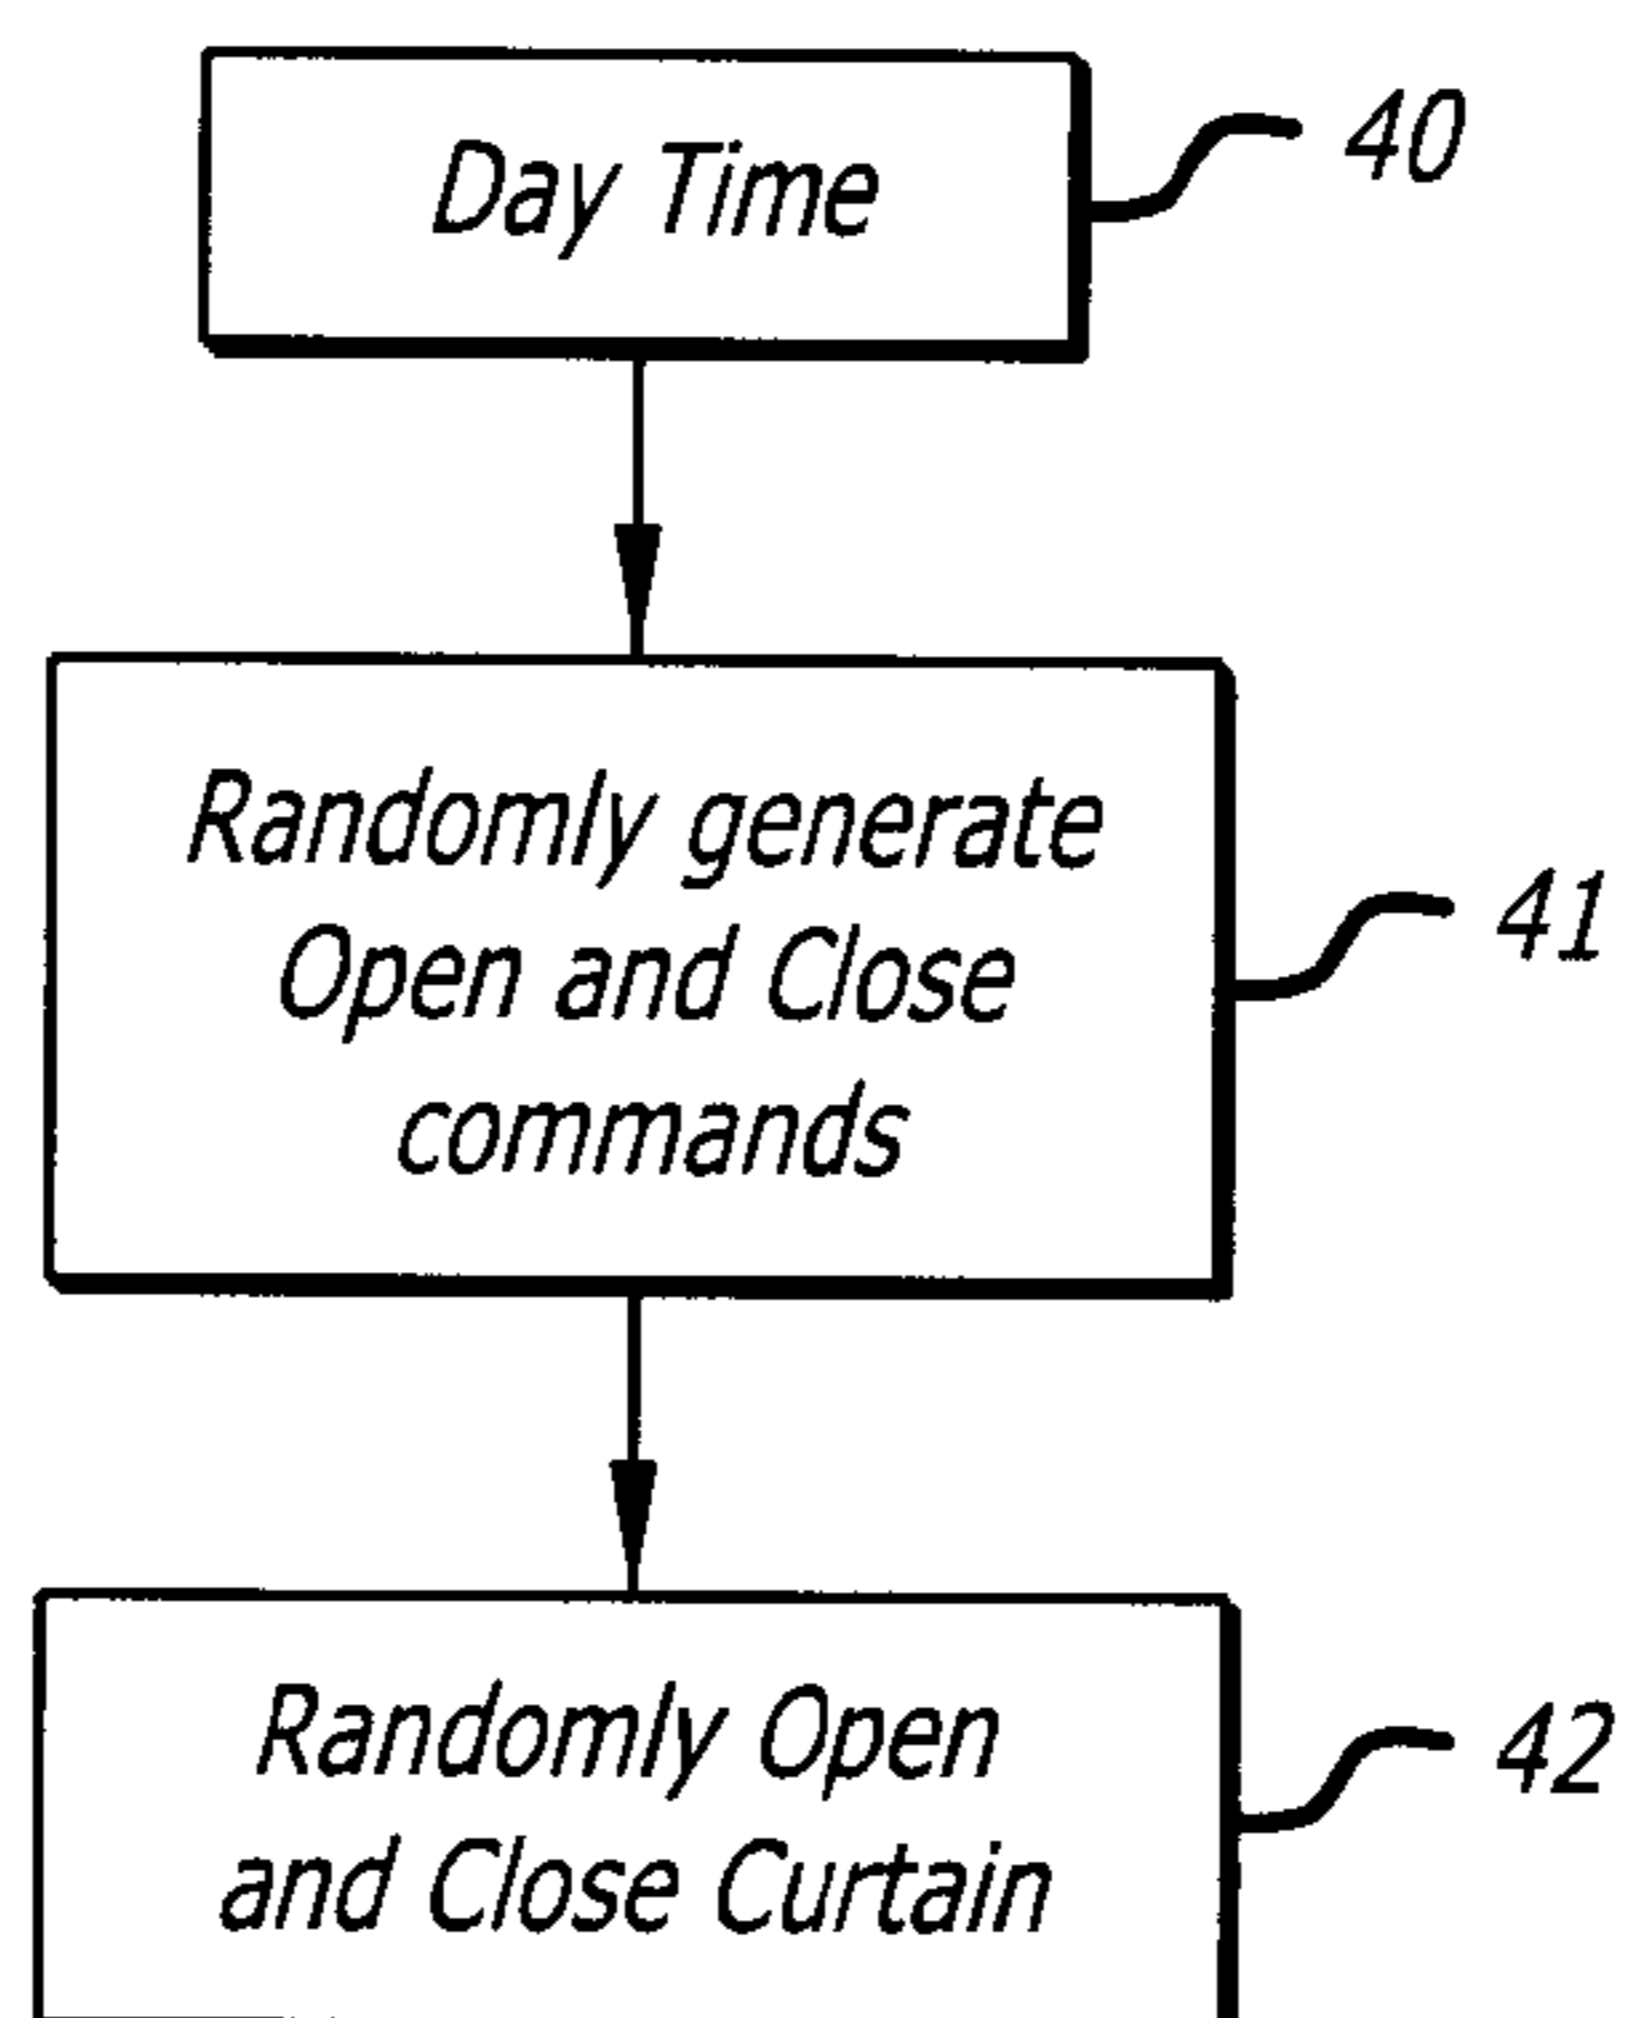 Day Time
40
Randomly generate
Open and Close
commands
41
Randomly Open
and Close Curtain
42